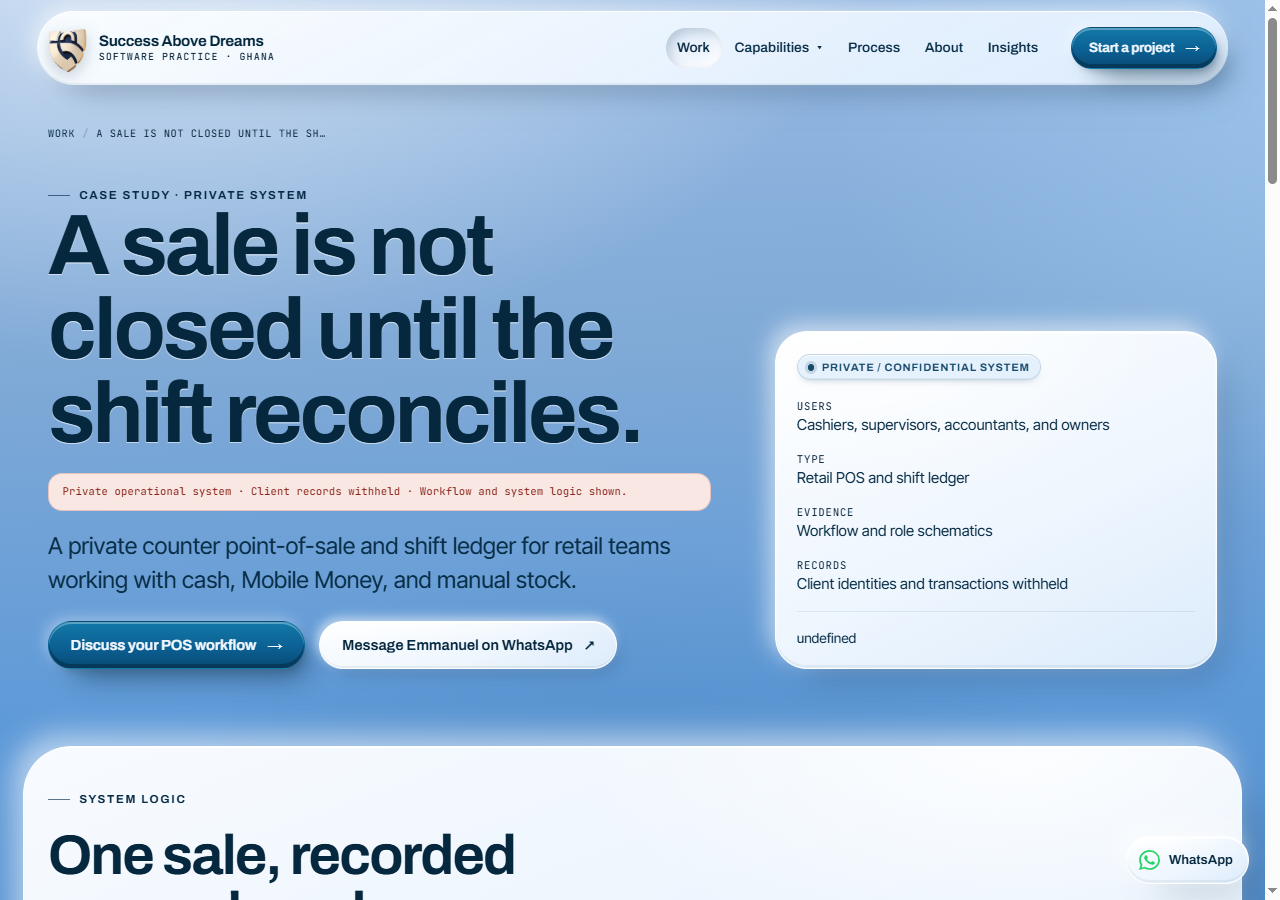 Success Above Dreams
SOFTWARE PRACTICE · GHANA
Work
Capabilities
Process
About
Insights
Start a project →
WORK / A SALE IS NOT CLOSED UNTIL THE SH…
CASE STUDY · PRIVATE SYSTEM
A sale is not
closed until the
shift reconciles.
Private operational system · Client records withheld · Workflow and system logic shown.
A private counter point-of-sale and shift ledger for retail teams
working with cash, Mobile Money, and manual stock.
Discuss your POS workflow →
Message Emmanuel on WhatsApp ↗
PRIVATE / CONFIDENTIAL SYSTEM
USERS
Cashiers, supervisors, accountants, and owners
TYPE
Retail POS and shift ledger
EVIDENCE
Workflow and role schematics
RECORDS
Client identities and transactions withheld
undefined
SYSTEM LOGIC
One sale, recorded
WhatsApp